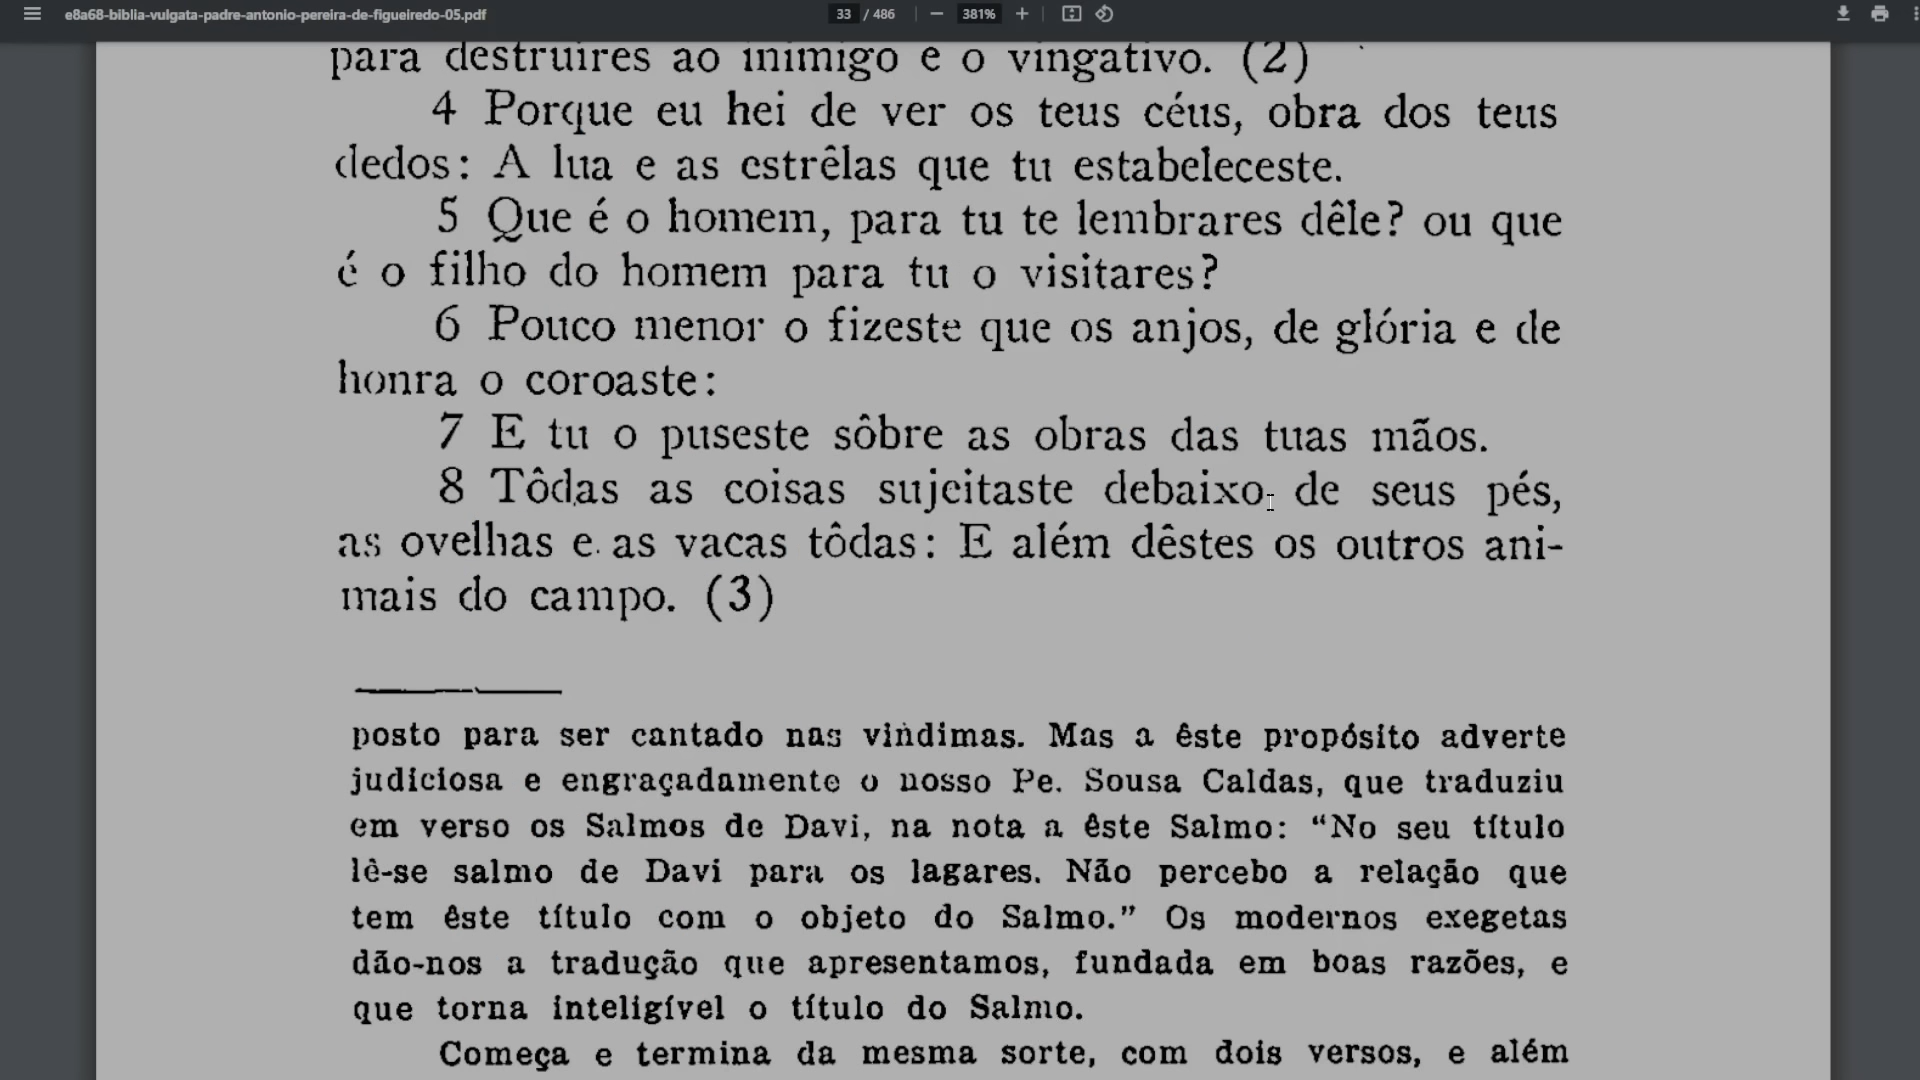 e8a68-biblia-vulgata-padre-antonio-pereira-de-figueiredo-05.pdf
33 / 486
381%
para destruíres ao inimigo e o vingativo. (2)
4 Porque eu hei de ver os teus céus, obra dos teus
dedos: A lua e as estrêlas que tu estabeleceste.
5 Que é o homem, para tu te lembrares dêle? ou que
é o filho do homem para tu o visitares?
6 Pouco menor o fizeste que os anjos, de glória e de
honra o coroaste:
7 E tu o puseste sôbre as obras das tuas mãos.
8 Tôdas as coisas sujeitaste debaixo de seus pés,
as ovelhas e as vacas tôdas: E além dêstes os outros ani-
mais do campo. (3)
posto para ser cantado nas vindimas. Mas a êste propósito adverte
judiciosa e engraçadamente o nosso Pe. Sousa Caldas, que traduziu
em verso os Salmos de Davi, na nota a êste Salmo: “No seu título
lê-se salmo de Davi para os lagares. Não percebo a relação que
tem êste título com o objeto do Salmo.” Os modernos exegetas
dão-nos a tradução que apresentamos, fundada em boas razões, e
que torna inteligível o título do Salmo.
Começa e termina da mesma sorte, com dois versos, e além